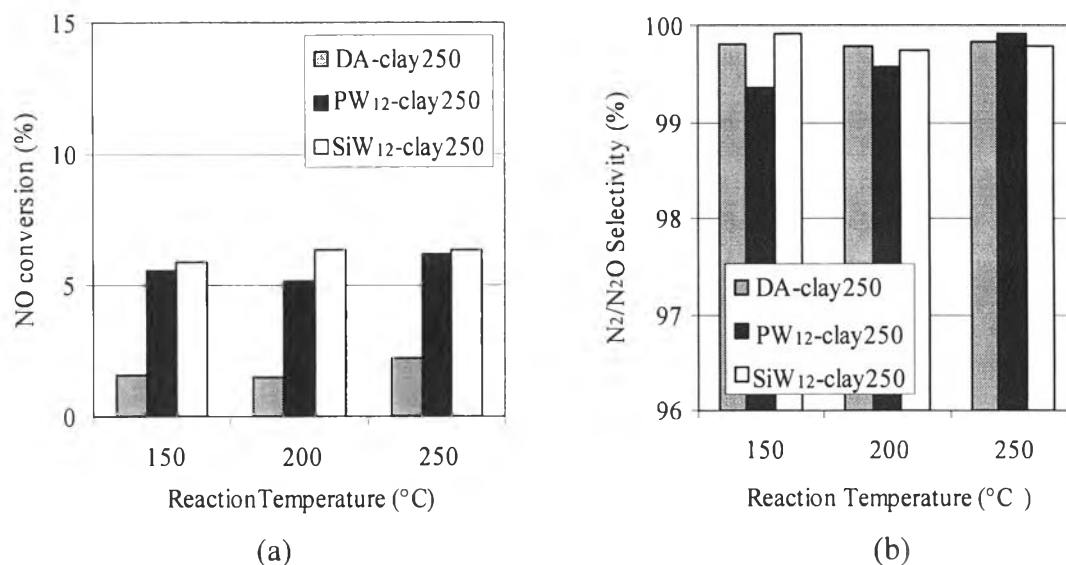 15
10
5
0
NO conversion (%)
DA-clay250
PW12-clay250
SiW12-clay250
150 200 250
ReactionTemperature (°C)
(a)
100
99
98
97
96
N2/N2O Selectivity (%)
DA-clay250
PW12-clay250
SiW12-clay250
150 200 250
Reaction Temperature (°C )
(b)